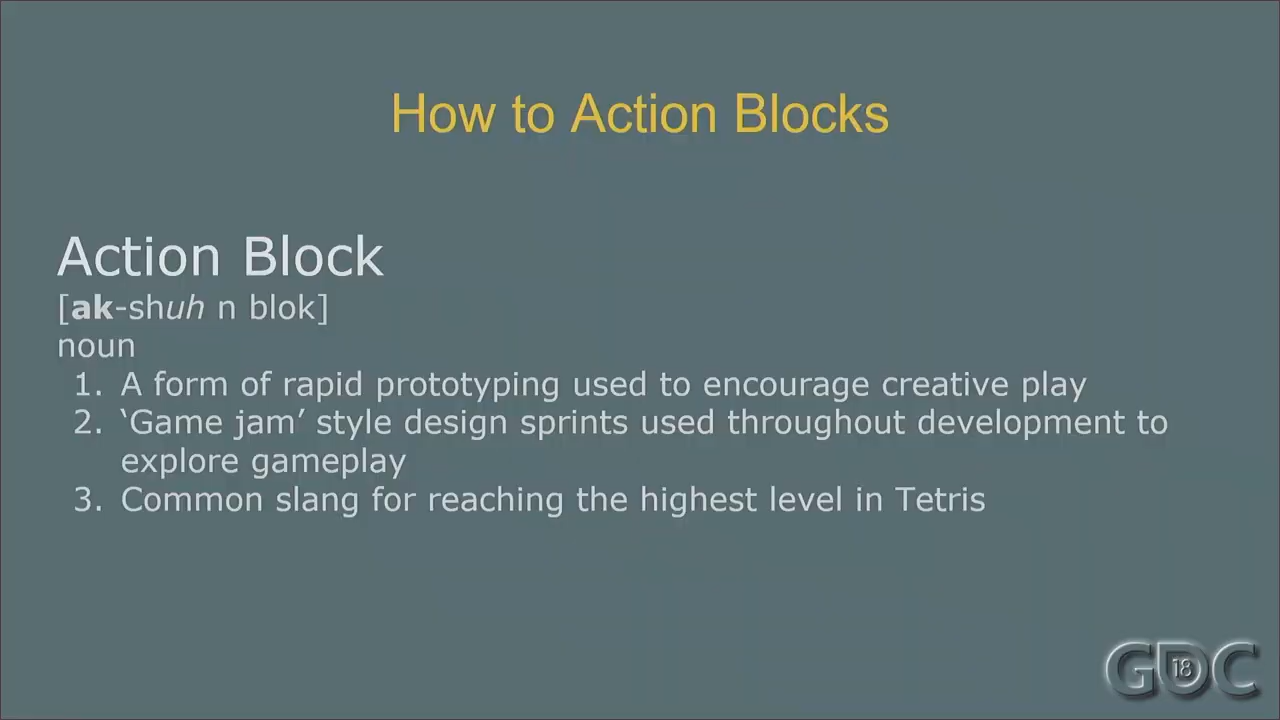 How to Action Blocks
Action Block
[ak-shuh n blok]
noun
1. A form of rapid prototyping used to encourage creative play
2. ‘Game jam’ style design sprints used throughout development to
explore gameplay
3. Common slang for reaching the highest level in Tetris
GDC 18